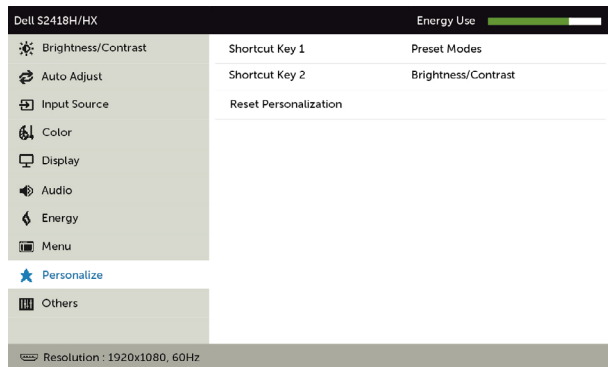 Dell S2418H/HX Energy Use
Brightness/Contrast Shortcut Key 1 Preset Modes
Auto Adjust Shortcut Key 2 Brightness/Contrast
Input Source Reset Personalization
Color
Display
Audio
Energy
Menu
Personalize
Others
Resolution : 1920x1080, 60Hz